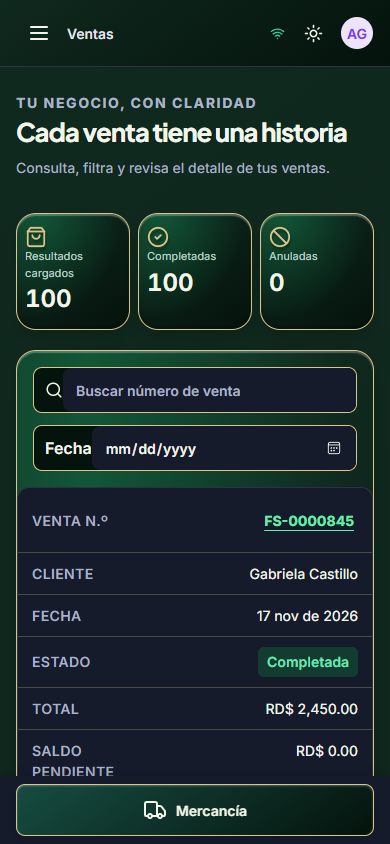 Ventas
AG
TU NEGOCIO, CON CLARIDAD
Cada venta tiene una historia
Consulta, filtra y revisa el detalle de tus ventas.
Resultados
cargados
100
Completadas
100
Anuladas
0
Buscar número de venta
Fecha mm/dd/yyyy
VENTA N.º FS-0000845
CLIENTE Gabriela Castillo
FECHA 17 nov de 2026
ESTADO Completada
TOTAL RD$ 2,450.00
SALDO RD$ 0.00
PENDIENTE
Mercancía